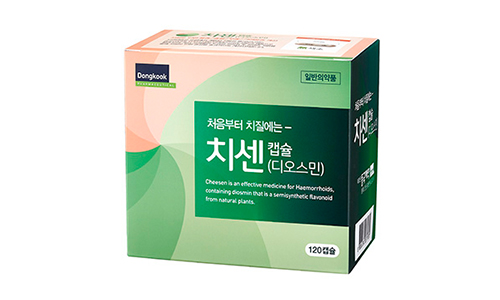 Dongkook
PHARMACEUTICAL
일반의약품
처음부터 치질에는 –
치센 캡슐
(디오스민)
Cheesen is an effective medicine for Haemorrhoids,
containing diosmin that is a semisynthetic flavonoid
from natural plants.
120캡슐